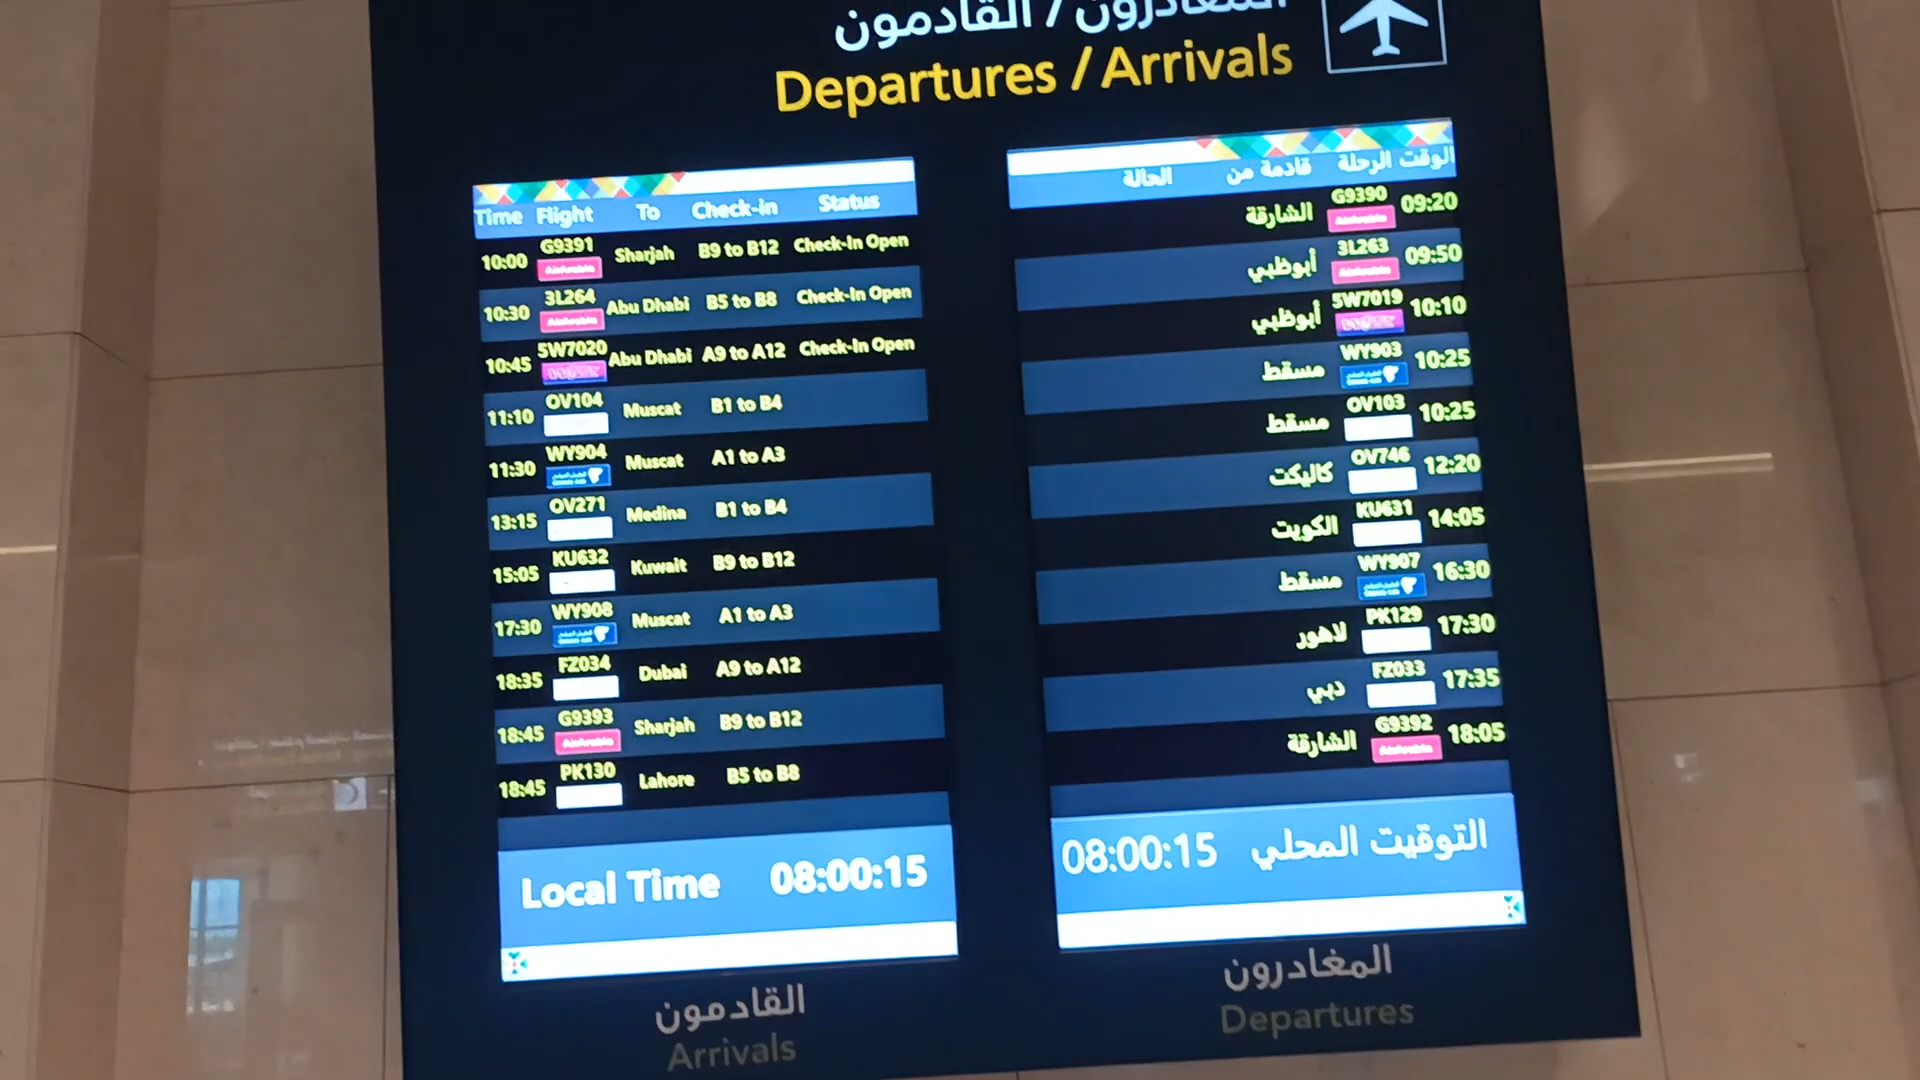 المغادرون / القادمون
Departures / Arrivals
Time Flight To Check-in Status
10:00 G9391 Sharjah B9 to B12 Check-In Open
AirArabia
10:30 3L264 Abu Dhabi B5 to B8 Check-In Open
AirArabia
10:45 5W7020 Abu Dhabi A9 to A12 Check-In Open
11:10 OV104 Muscat B1 to B4
11:30 WY904 Muscat A1 to A3
13:15 OV271 Medina B1 to B4
15:05 KU632 Kuwait B9 to B12
17:30 WY908 Muscat A1 to A3
18:35 FZ034 Dubai A9 to A12
18:45 G9393 Sharjah B9 to B12
AirArabia
18:45 PK130 Lahore B5 to B8
Local Time 08:00:15
القادمون
Arrivals
الوقت الرحلة قادمة من الحالة
09:20 G9390 الشارقة
AirArabia
09:50 3L263 أبوظبي
AirArabia
10:10 5W7019 أبوظبي
10:25 WY903 مسقط
10:25 OV103 مسقط
12:20 OV746 كاليكت
14:05 KU631 الكويت
16:30 WY907 مسقط
17:30 PK129 لاهور
17:35 FZ033 دبي
18:05 G9392 الشارقة
AirArabia
التوقيت المحلي 08:00:15
المغادرون
Departures